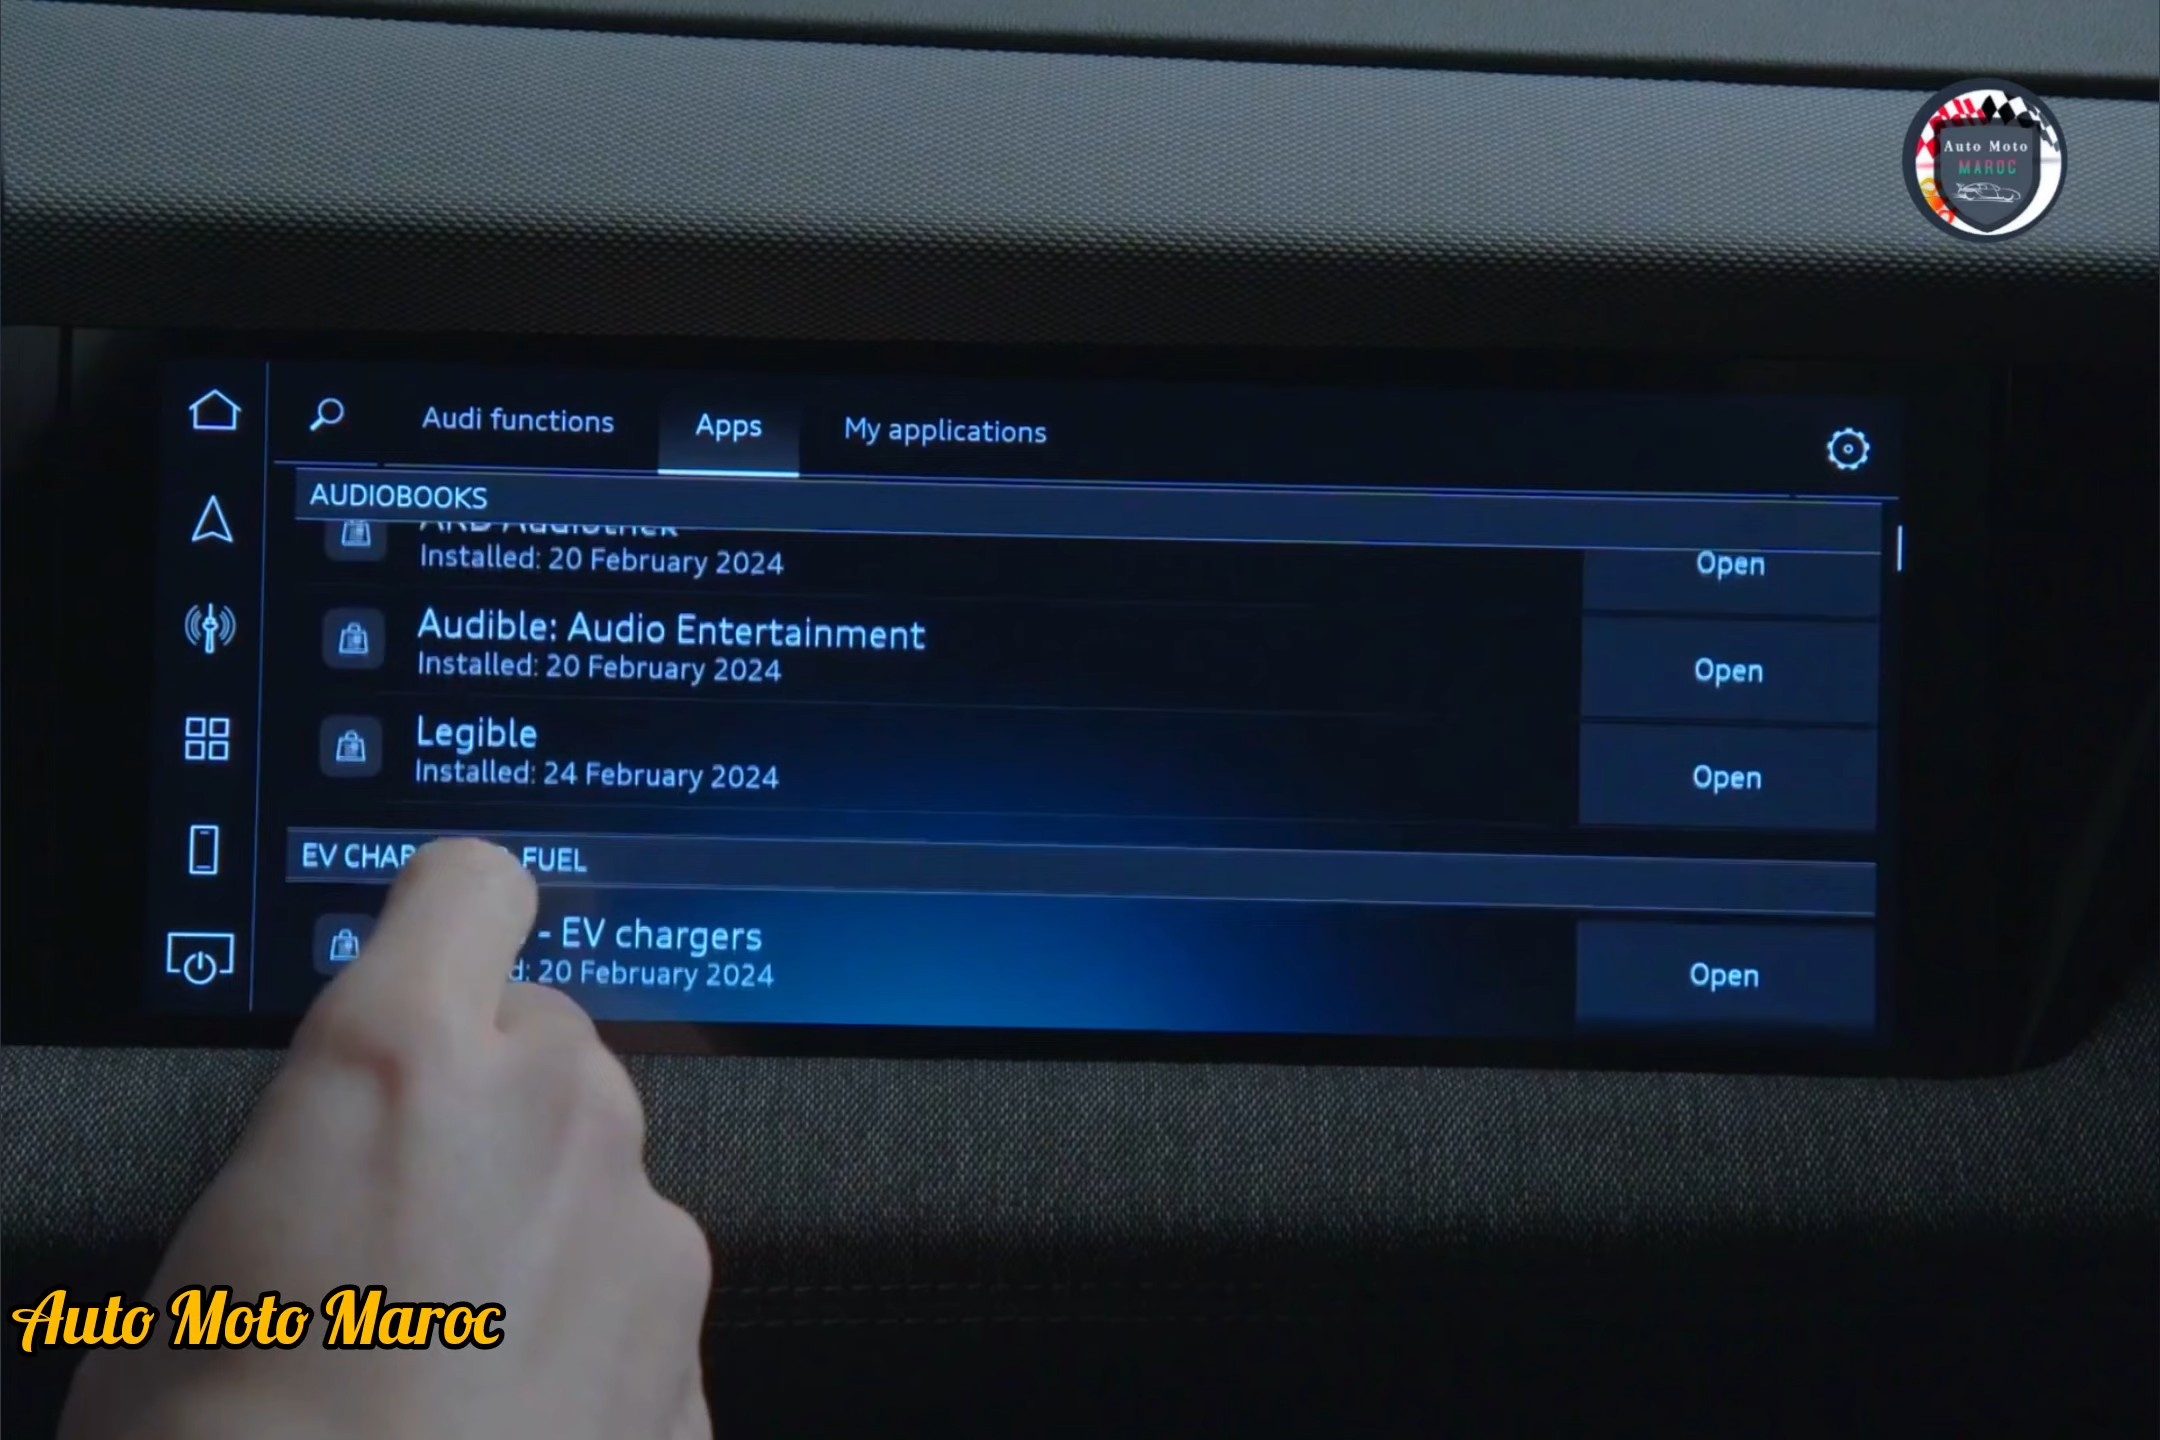 Auto Moto
MAROC
Audi functions
Apps
My applications
AUDIOBOOKS
Installed: 20 February 2024
Open
Audible: Audio Entertainment
Installed: 20 February 2024
Open
Legible
Installed: 24 February 2024
Open
EV FUEL
- EV chargers
20 February 2024
Open
Auto Moto Maroc